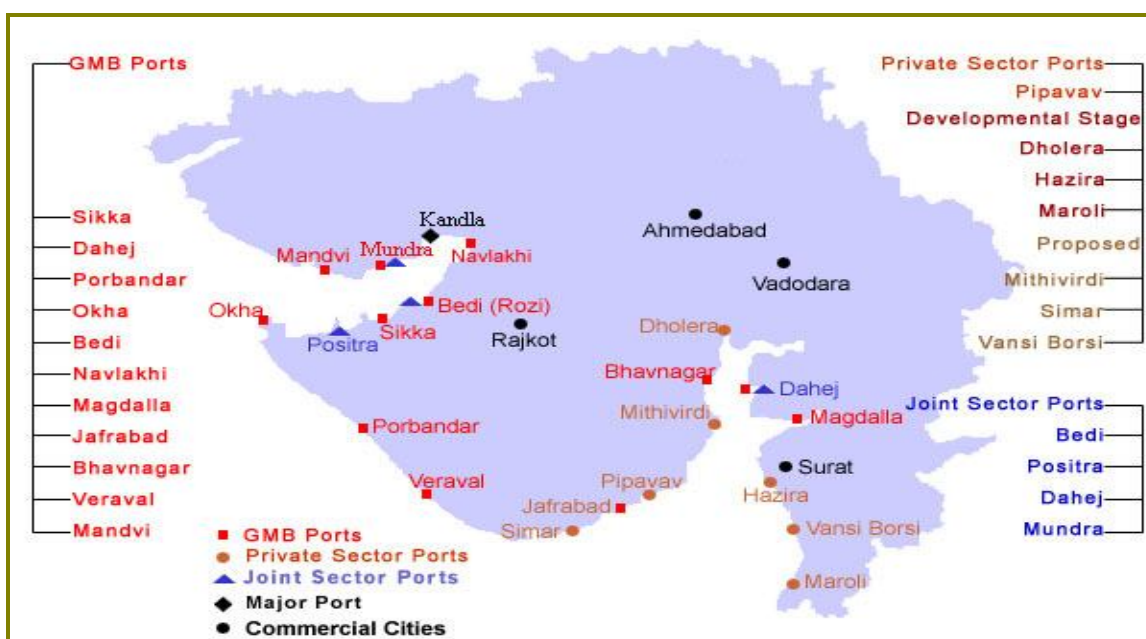 GMB Ports
Sikka
Dahej
Porbandar
Okha
Bedi
Navlakhi
Magdalla
Jafrabad
Bhavnagar
Veraval
Mandvi
Kandla
Mandvi
Mundra
Navlakhi
Okha
Bedi (Rozi)
Sikka
Positra
Rajkot
Ahmedabad
Vadodara
Dholera
Bhavnagar
Dahej
Mithivirdi
Magdalla
Porbandar
Surat
Veraval
Pipavav
Hazira
Jafrabad
Simar
Vansi Borsi
Maroli
GMB Ports
Private Sector Ports
Joint Sector Ports
Major Port
Commercial Cities
Private Sector Ports
Pipavav
Developmental Stage
Dholera
Hazira
Maroli
Proposed
Mithivirdi
Simar
Vansi Borsi
Joint Sector Ports
Bedi
Positra
Dahej
Mundra